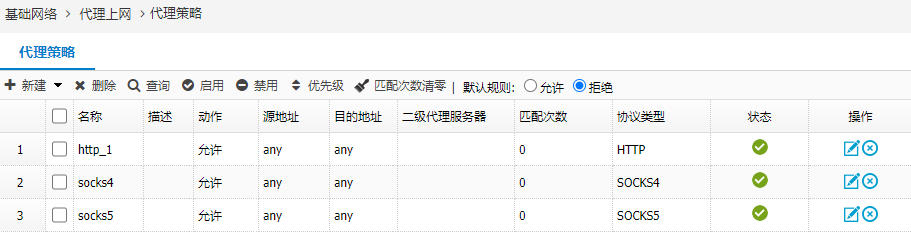 基础网络 > 代理上网 > 代理策略
代理策略
新建 删除 查询 启用 禁用 优先级 匹配次数清零 | 默认规则: 允许 拒绝
名称 描述 动作 源地址 目的地址 二级代理服务器 匹配次数 协议类型 状态 操作
1 http_1 允许 any any 0 HTTP
2 socks4 允许 any any 0 SOCKS4
3 socks5 允许 any any 0 SOCKS5